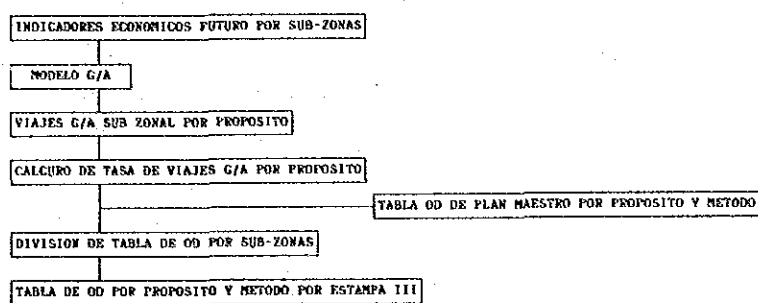 INDICADORES ECONOMICOS FUTURO POR SUB-ZONAS
MODELO G/A
VIAJES G/A SUB ZONAL POR PROPOSITO
CALCURO DE TASA DE VIAJES G/A POR PROPOSITO
TABLA OD DE PLAN MAESTRO POR PROPOSITO Y METODO
DIVISION DE TABLA DE OD POR SUB-ZONAS
TABLA DE OD POR PROPOSITO Y METODO POR ESTAMPA III